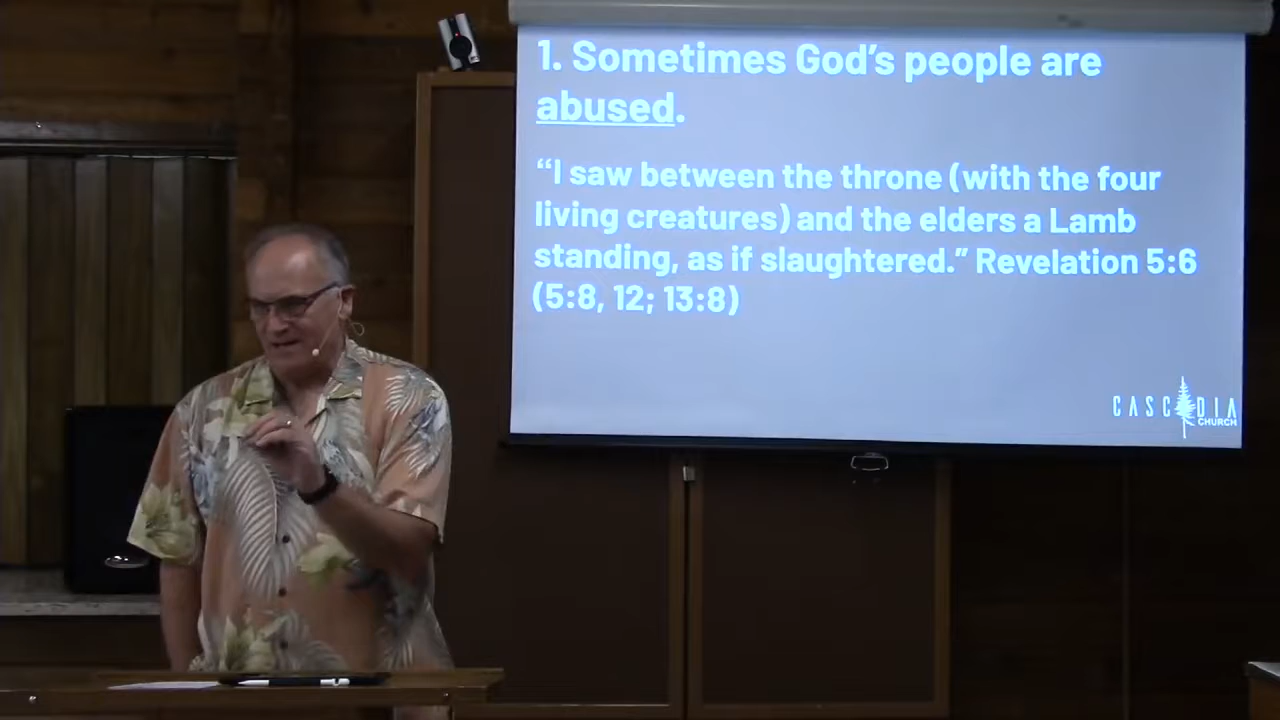 1. Sometimes God's people are
abused.
“I saw between the throne (with the four
living creatures) and the elders a Lamb
standing, as if slaughtered.” Revelation 5:6
(5:8, 12; 13:8)
CASCADIA
CHURCH